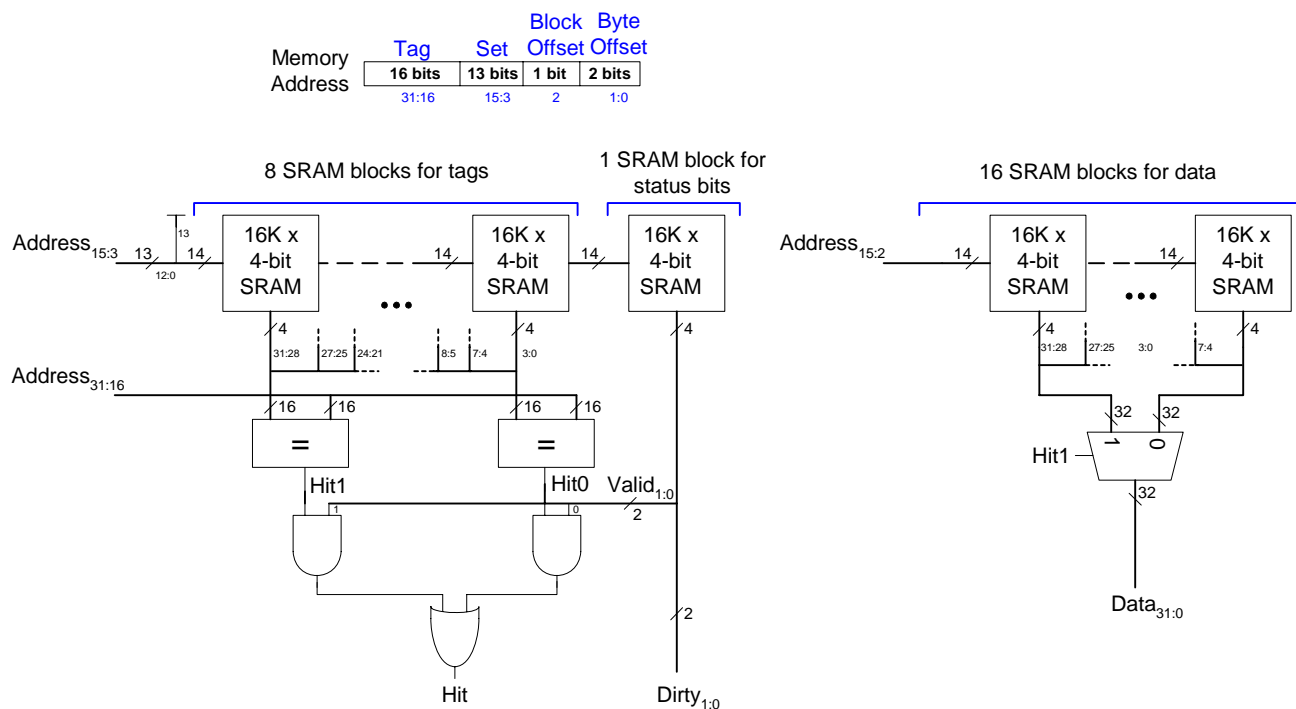 Block Byte
Tag Set Offset Offset
Memory Address
16 bits 13 bits 1 bit 2 bits
31:16 15:3 2 1:0
8 SRAM blocks for tags
1 SRAM block for
status bits
16 SRAM blocks for data
Address15:3
13
12:0
13
14
16K x
4-bit
SRAM
14
16K x
4-bit
SRAM
14
16K x
4-bit
SRAM
Address15:2
14
16K x
4-bit
SRAM
14
16K x
4-bit
SRAM
...
...
4
4
4
4
4
31:28 27:25 24:21 8:5 7:4 3:0
31:28 27:25 3:0 7:4
Address31:16
16 16 16 16
= =
32 32
1 0
Hit1
32
Hit1 Hit0 Valid1:0
1 0 2
2
Data31:0
Hit Dirty1:0